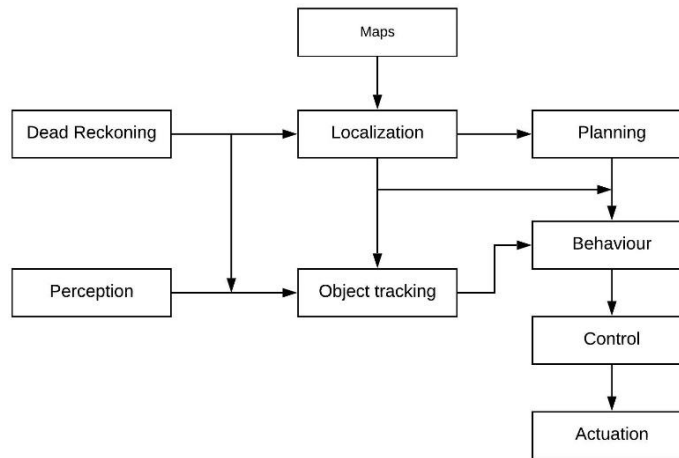 Maps
Dead Reckoning
Localization
Planning
Behaviour
Perception
Object tracking
Control
Actuation